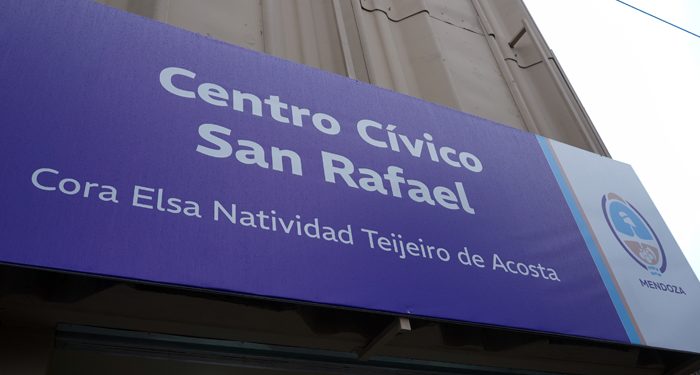 Centro Cívico
San Rafael
Cora Elsa Natividad Teijeiro de Acosta
MENDOZA